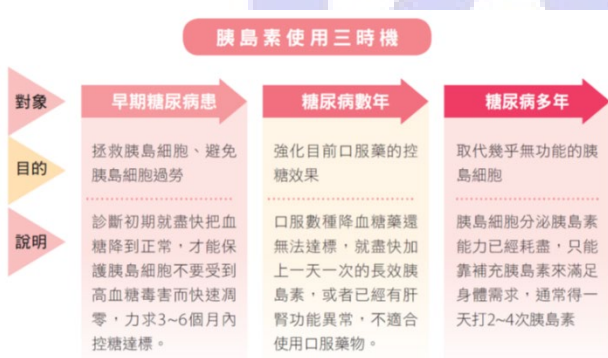 胰島素使用三時機
對象
早期糖尿病患
糖尿病數年
糖尿病多年
目的
拯救胰島細胞、避免
胰島細胞過勞
強化目前口服藥的控
糖效果
取代幾乎無功能的胰
島細胞
說明
診斷初期就盡快把血
糖降到正常，才能保
護胰島細胞不要受到
高血糖毒害而快速凋
零，力求3~6個月內
控糖達標。
口服數種降血糖藥還
無法達標，就盡快加
上一天一次的長效胰
島素，或者已經有肝
腎功能異常，不適合
使用口服藥物。
胰島細胞分泌胰島素
能力已經耗盡，只能
靠補充胰島素來滿足
身體需求，通常得一
天打2~4次胰島素